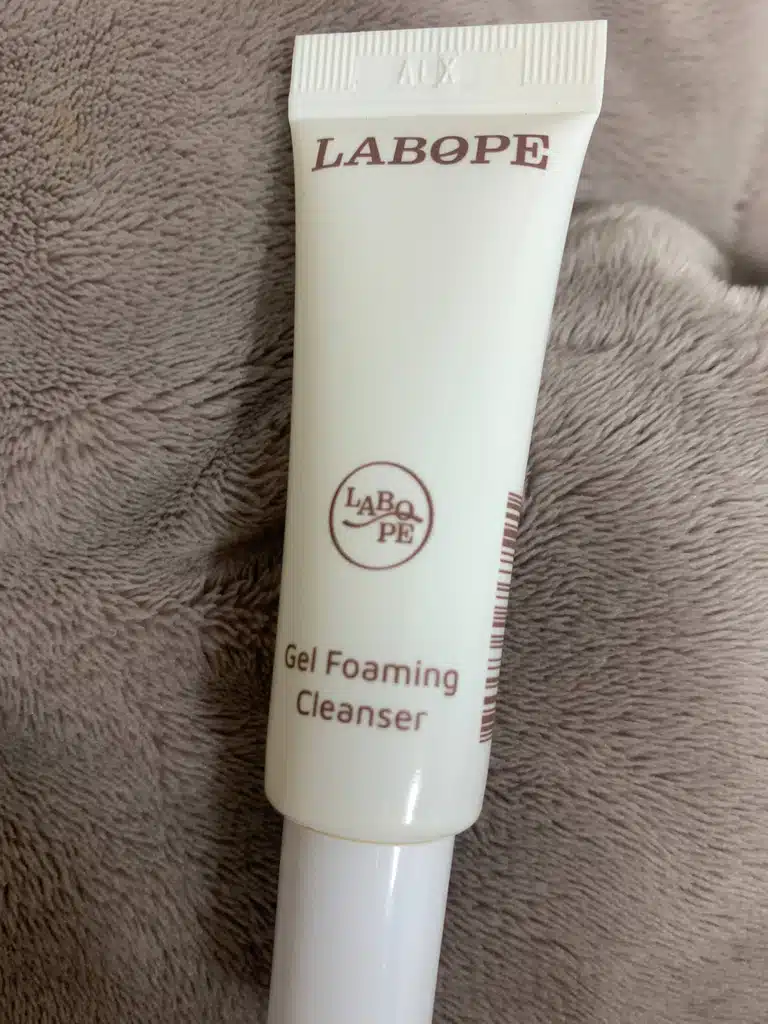 LABOPE
LABO
PE
Gel Foaming
Cleanser